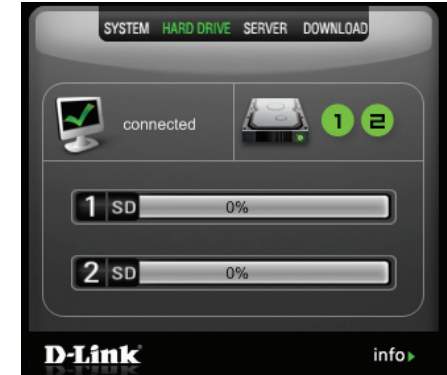 SYSTEM HARD DRIVE SERVER DOWNLOAD
connected
1 2
1 SD 0%
2 SD 0%
D-Link
info